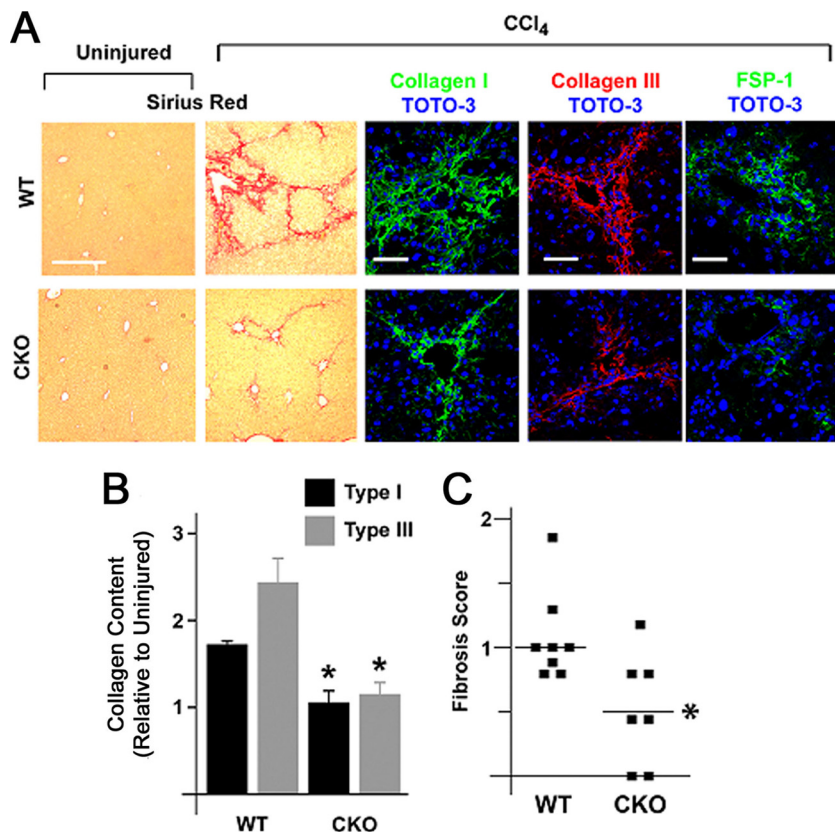 A
Uninjured
CCl4
Sirius Red
Collagen I
TOTO-3
Collagen III
TOTO-3
FSP-1
TOTO-3
WT
CKO
B
Type I
Type III
Collagen Content
(Relative to Uninjured)
3
2
1
*
*
WT
CKO
C
Fibrosis Score
2
1
*
WT
CKO